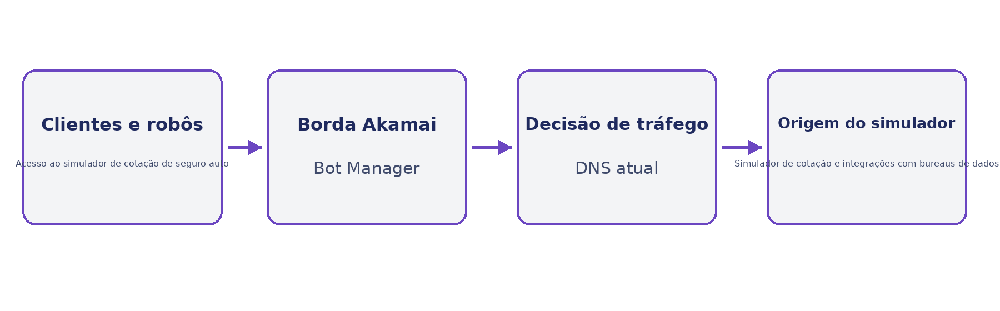 Clientes e robôs
Acesso ao simulador de cotação de seguro auto
Borda Akamai
Bot Manager
Decisão de tráfego
DNS atual
Origem do simulador
Simulador de cotação e integrações com bureaus de dados